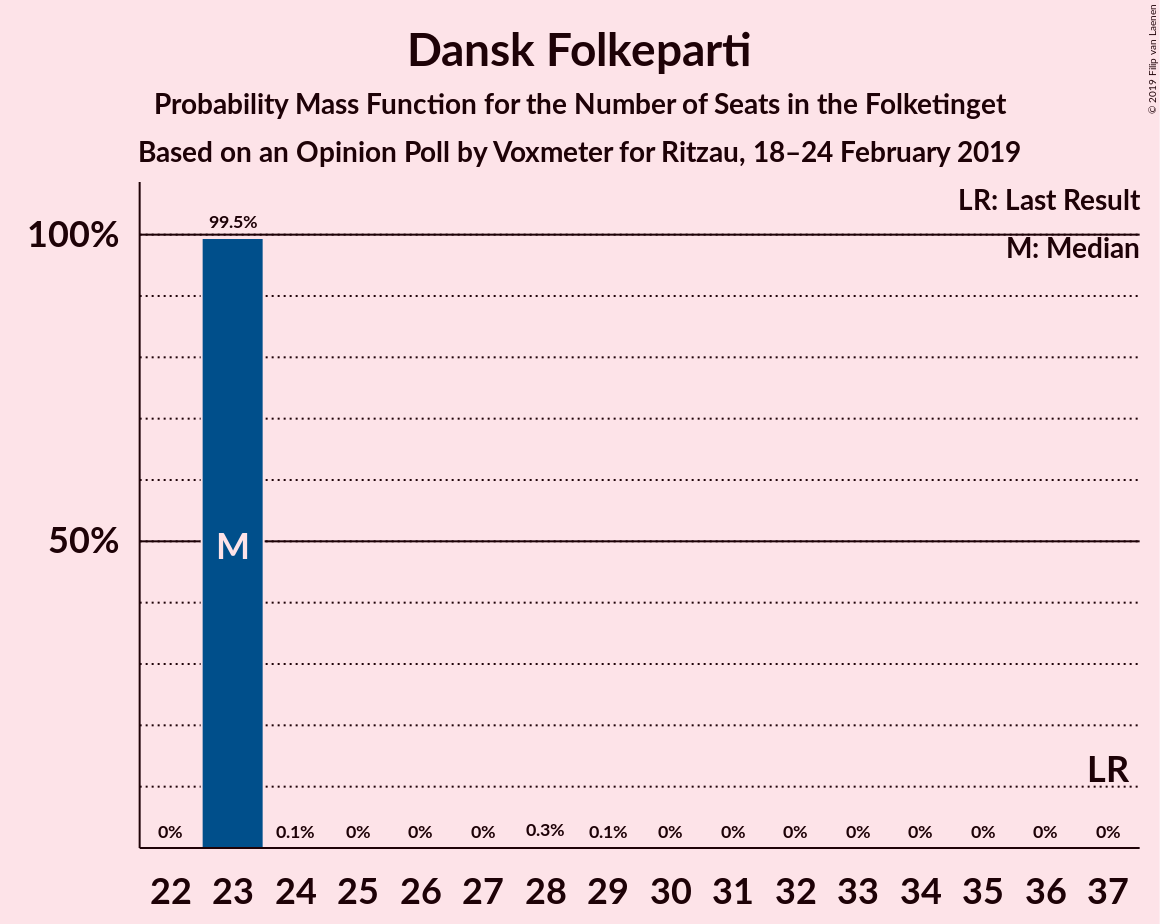 Dansk Folkeparti
Probability Mass Function for the Number of Seats in the Folketinget
Based on an Opinion Poll by Voxmeter for Ritzau, 18–24 February 2019
© 2019 Filip van Laenen
LR: Last Result
M: Median
100%
50%
99.5%
M
LR
0% 0.1% 0% 0% 0% 0.3% 0.1% 0% 0% 0% 0% 0% 0% 0% 0%
22 23 24 25 26 27 28 29 30 31 32 33 34 35 36 37